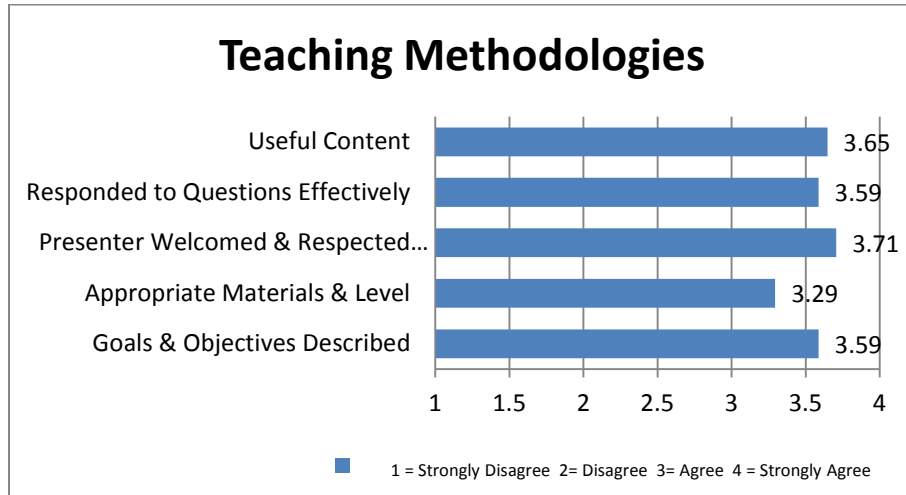 Teaching Methodologies
Useful Content 3.65
Responded to Questions Effectively 3.59
Presenter Welcomed & Respected... 3.71
Appropriate Materials & Level 3.29
Goals & Objectives Described 3.59
1 1.5 2 2.5 3 3.5 4
1 = Strongly Disagree 2= Disagree 3= Agree 4 = Strongly Agree